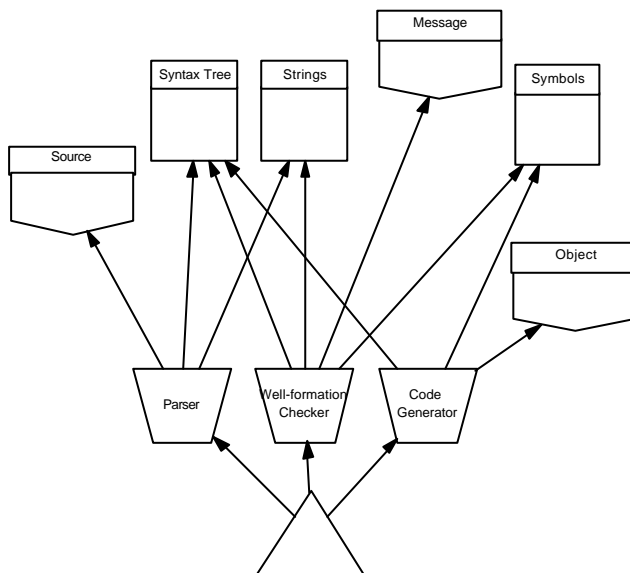 Message
Syntax Tree
Strings
Symbols
Source
Object
Parser
Well-formation
Checker
Code
Generator